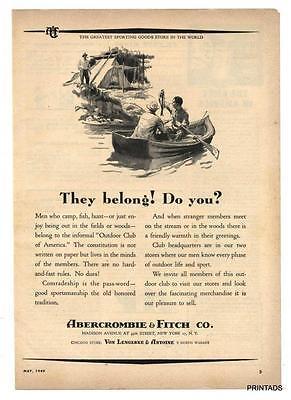 A&F
THE GREATEST SPORTING GOODS STORE IN THE WORLD
They belong! Do you?
Men who camp, fish, hunt—or just en-
joy being out in the fields or woods—
belong to the informal "Outdoor Club
of America." The constitution is not
written on paper but lives in the minds
of the members. There are no hard-
and-fast rules. No dues!
Comradeship is the pass-word—
good sportsmanship the old honored
tradition.
And when stranger members meet
on the stream or in the woods there
is a friendly warmth in their greetings.
Club headquarters are in our two
stores where our men know every phase
of outdoor life and sport.
We invite all members of this out-
door club to visit our stores and look
over the fascinating merchandise it is
our pleasure to sell.
ABERCROMBIE & FITCH CO.
MADISON AVENUE AT 45th STREET, NEW YORK 17, N.Y.
CHICAGO STORE: VON LENGERKE & ANTOINE 9 NORTH WABASH
MAY, 1949
3
PRINTADS